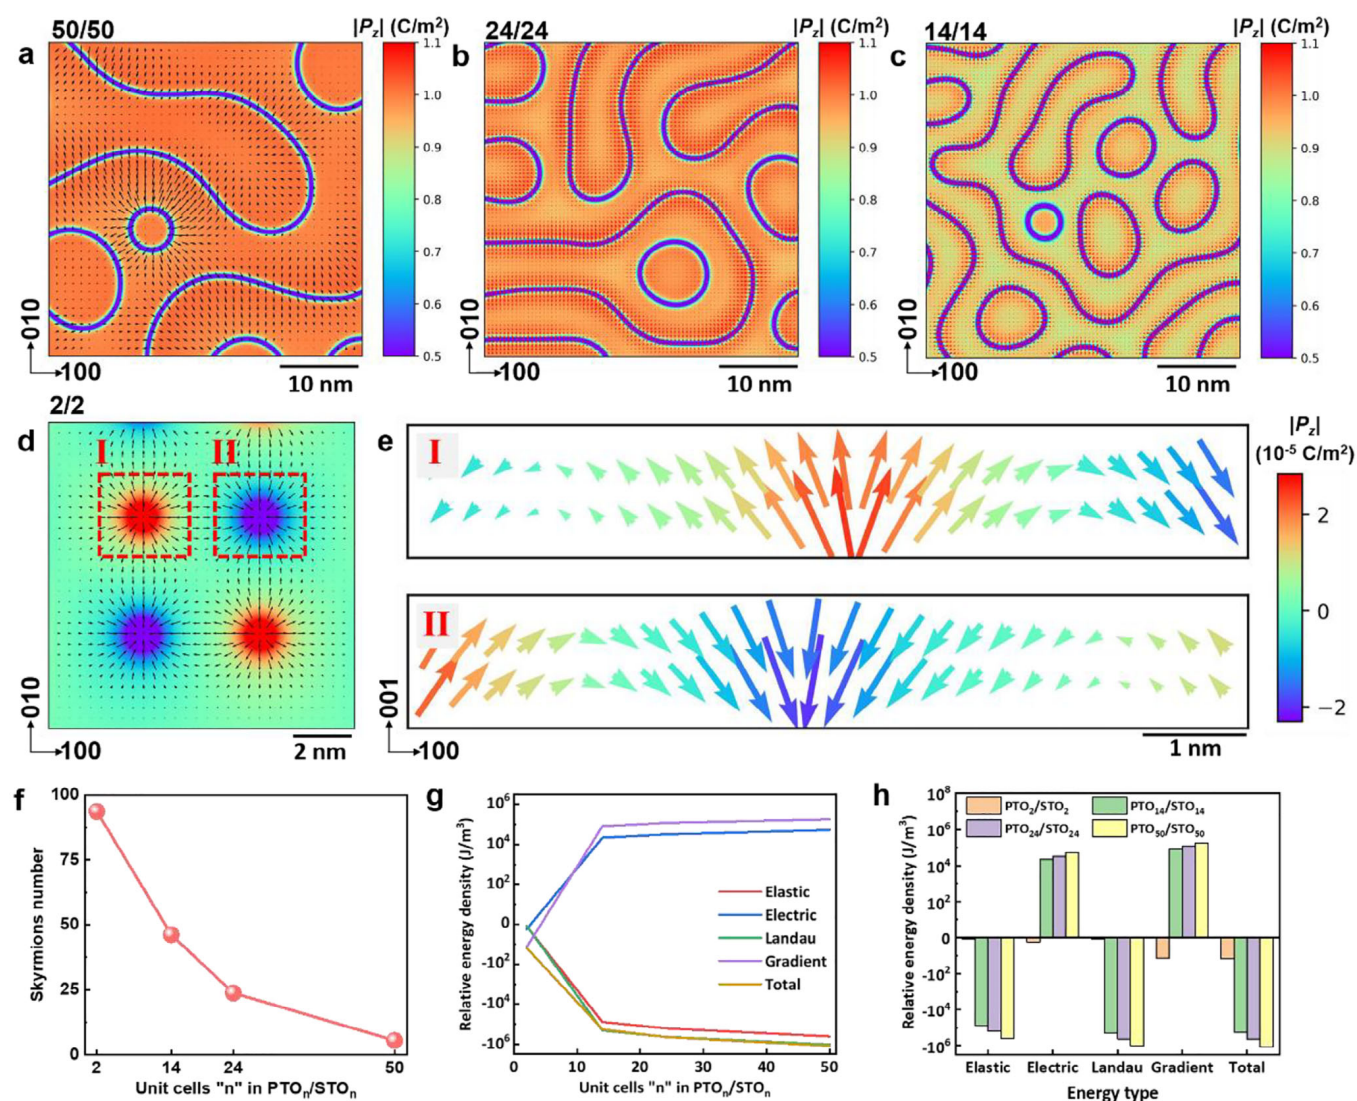 a
50/50
|Pz| (C/m²)
1.1
1.0
0.9
0.8
0.7
0.6
0.5
010
100
10 nm
b
24/24
|Pz| (C/m²)
1.1
1.0
0.9
0.8
0.7
0.6
0.5
010
100
10 nm
c
14/14
|Pz| (C/m²)
1.1
1.0
0.9
0.8
0.7
0.6
0.5
010
100
10 nm
d
2/2
I
II
010
100
2 nm
e
I
II
001
100
1 nm
|Pz|
(10⁻⁵ C/m²)
2
0
−2
f
Skyrmions number
100
75
50
25
0
2
14
24
50
Unit cells "n" in PTOₙ/STOₙ
g
Relative energy density (J/m³)
10⁶
10⁴
10²
0
-10²
-10⁴
-10⁶
Elastic
Electric
Landau
Gradient
Total
0
10
20
30
40
50
Unit cells "n" in PTOₙ/STOₙ
h
Relative energy density (J/m³)
10⁸
10⁶
10⁴
10²
0
-10²
-10⁴
-10⁶
PTO₂/STO₂
PTO₁₄/STO₁₄
PTO₂₄/STO₂₄
PTO₅₀/STO₅₀
Elastic
Electric
Landau
Gradient
Total
Energy type